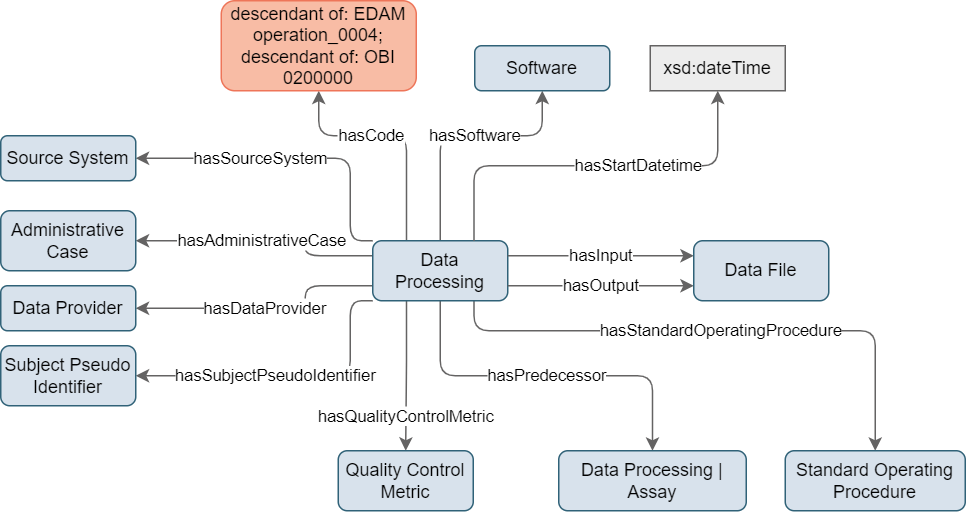 descendant of: EDAM
operation_0004;
descendant of: OBI
0200000
Software
xsd:dateTime
hasCode
hasSoftware
Source System
hasSourceSystem
hasStartDatetime
Administrative
Case
hasAdministrativeCase
Data
Processing
hasInput
hasOutput
Data File
Data Provider
hasDataProvider
hasStandardOperatingProcedure
Subject Pseudo
Identifier
hasSubjectPseudoIdentifier
hasPredecessor
hasQualityControlMetric
Quality Control
Metric
Data Processing |
Assay
Standard Operating
Procedure